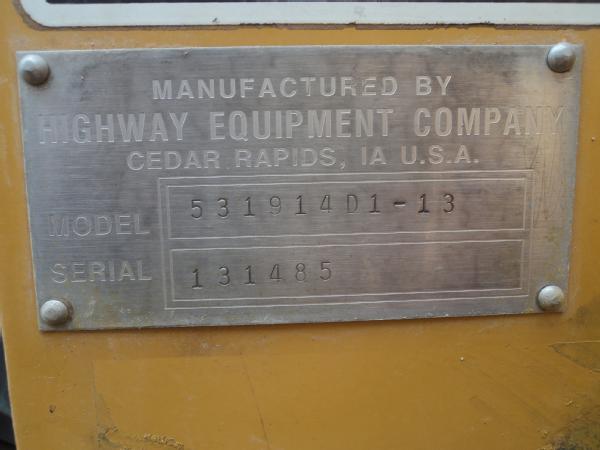 MANUFACTURED BY
HIGHWAY EQUIPMENT COMPANY
CEDAR RAPIDS, IA U.S.A.
MODEL 531914D1-13
SERIAL 131485